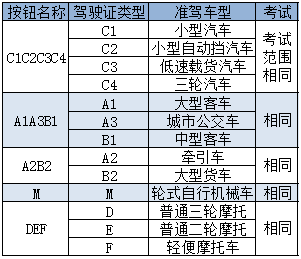 按钮名称 驾驶证类型 准驾车型 考试
C1C2C3C4 C1 小型汽车 考试范围相同
C2 小型自动挡汽车
C3 低速载货汽车
C4 三轮汽车
A1A3B1 A1 大型客车 相同
A3 城市公交车
B1 中型客车
A2B2 A2 牵引车 相同
B2 大型货车
M M 轮式自行机械车 相同
DEF D 普通三轮摩托 相同
E 普通二轮摩托
F 轻便摩托车